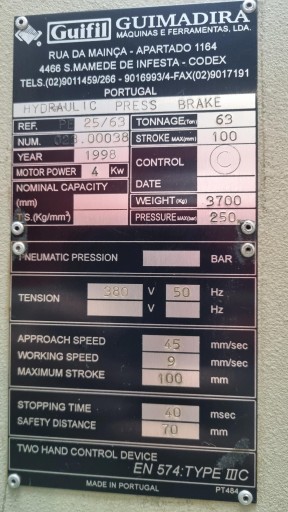 Guifil GUIMADIRA
MÁQUINAS E FERRAMENTAS, LDA.
RUA DA MAINÇA - APARTADO 1164
4466 S.MAMEDE DE INFESTA - CODEX
TELS.(02)9011459/266 - 9016993/4-FAX(02)9017191
PORTUGAL
HYDRAULIC PRESS BRAKE
REF. PE 25/63 TONNAGE(Ton) 63
NUM. 023.00038 STROKE MAX(mm) 100
YEAR 1998 CONTROL C
MOTOR POWER 4 Kw
NOMINAL CAPACITY DATE
(mm) WEIGHT(Kg) 3700
T.S.(Kg/mm²) PRESSURE MAX(bar) 250
PNEUMATIC PRESSION BAR
TENSION 380 V 50 Hz
V Hz
APPROACH SPEED 45 mm/sec
WORKING SPEED 9 mm/sec
MAXIMUM STROKE 100 mm
STOPPING TIME 40 msec
SAFETY DISTANCE 70 mm
TWO HAND CONTROL DEVICE
EN 574:TYPE III C
MADE IN PORTUGAL PT484